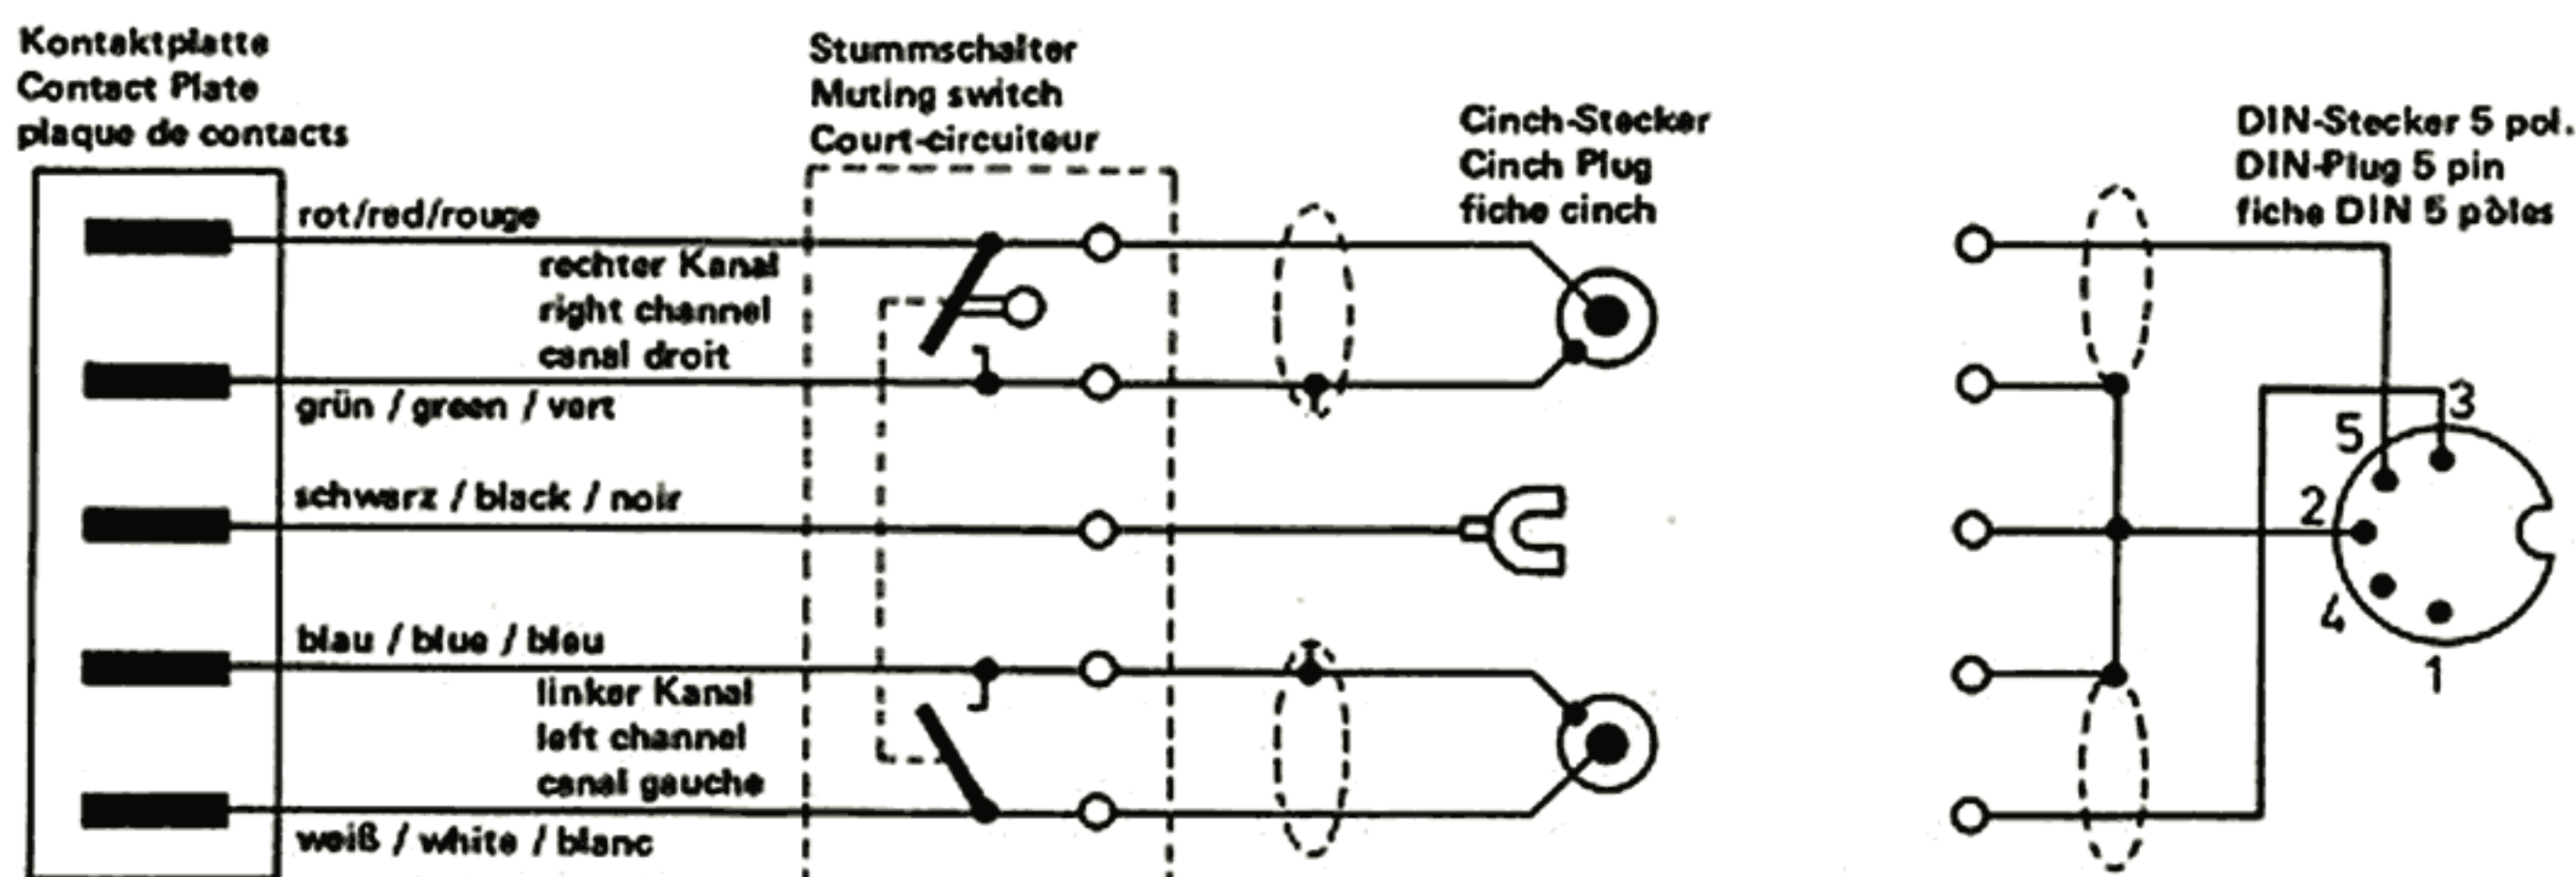 Kontaktplatte
Contact Plate
plaque de contacts
Stummschalter
Muting switch
Court-circuiteur
Cinch-Stecker
Cinch Plug
fiche cinch
DIN-Stecker 5 pol.
DIN-Plug 5 pin
fiche DIN 5 pòles
rot/red/rouge
rechter Kanal
right channel
canal droit
grün / green / vert
schwarz / black / noir
blau / blue / bleu
linker Kanal
left channel
canal gauche
weiß / white / blanc
3
5
2
4
1